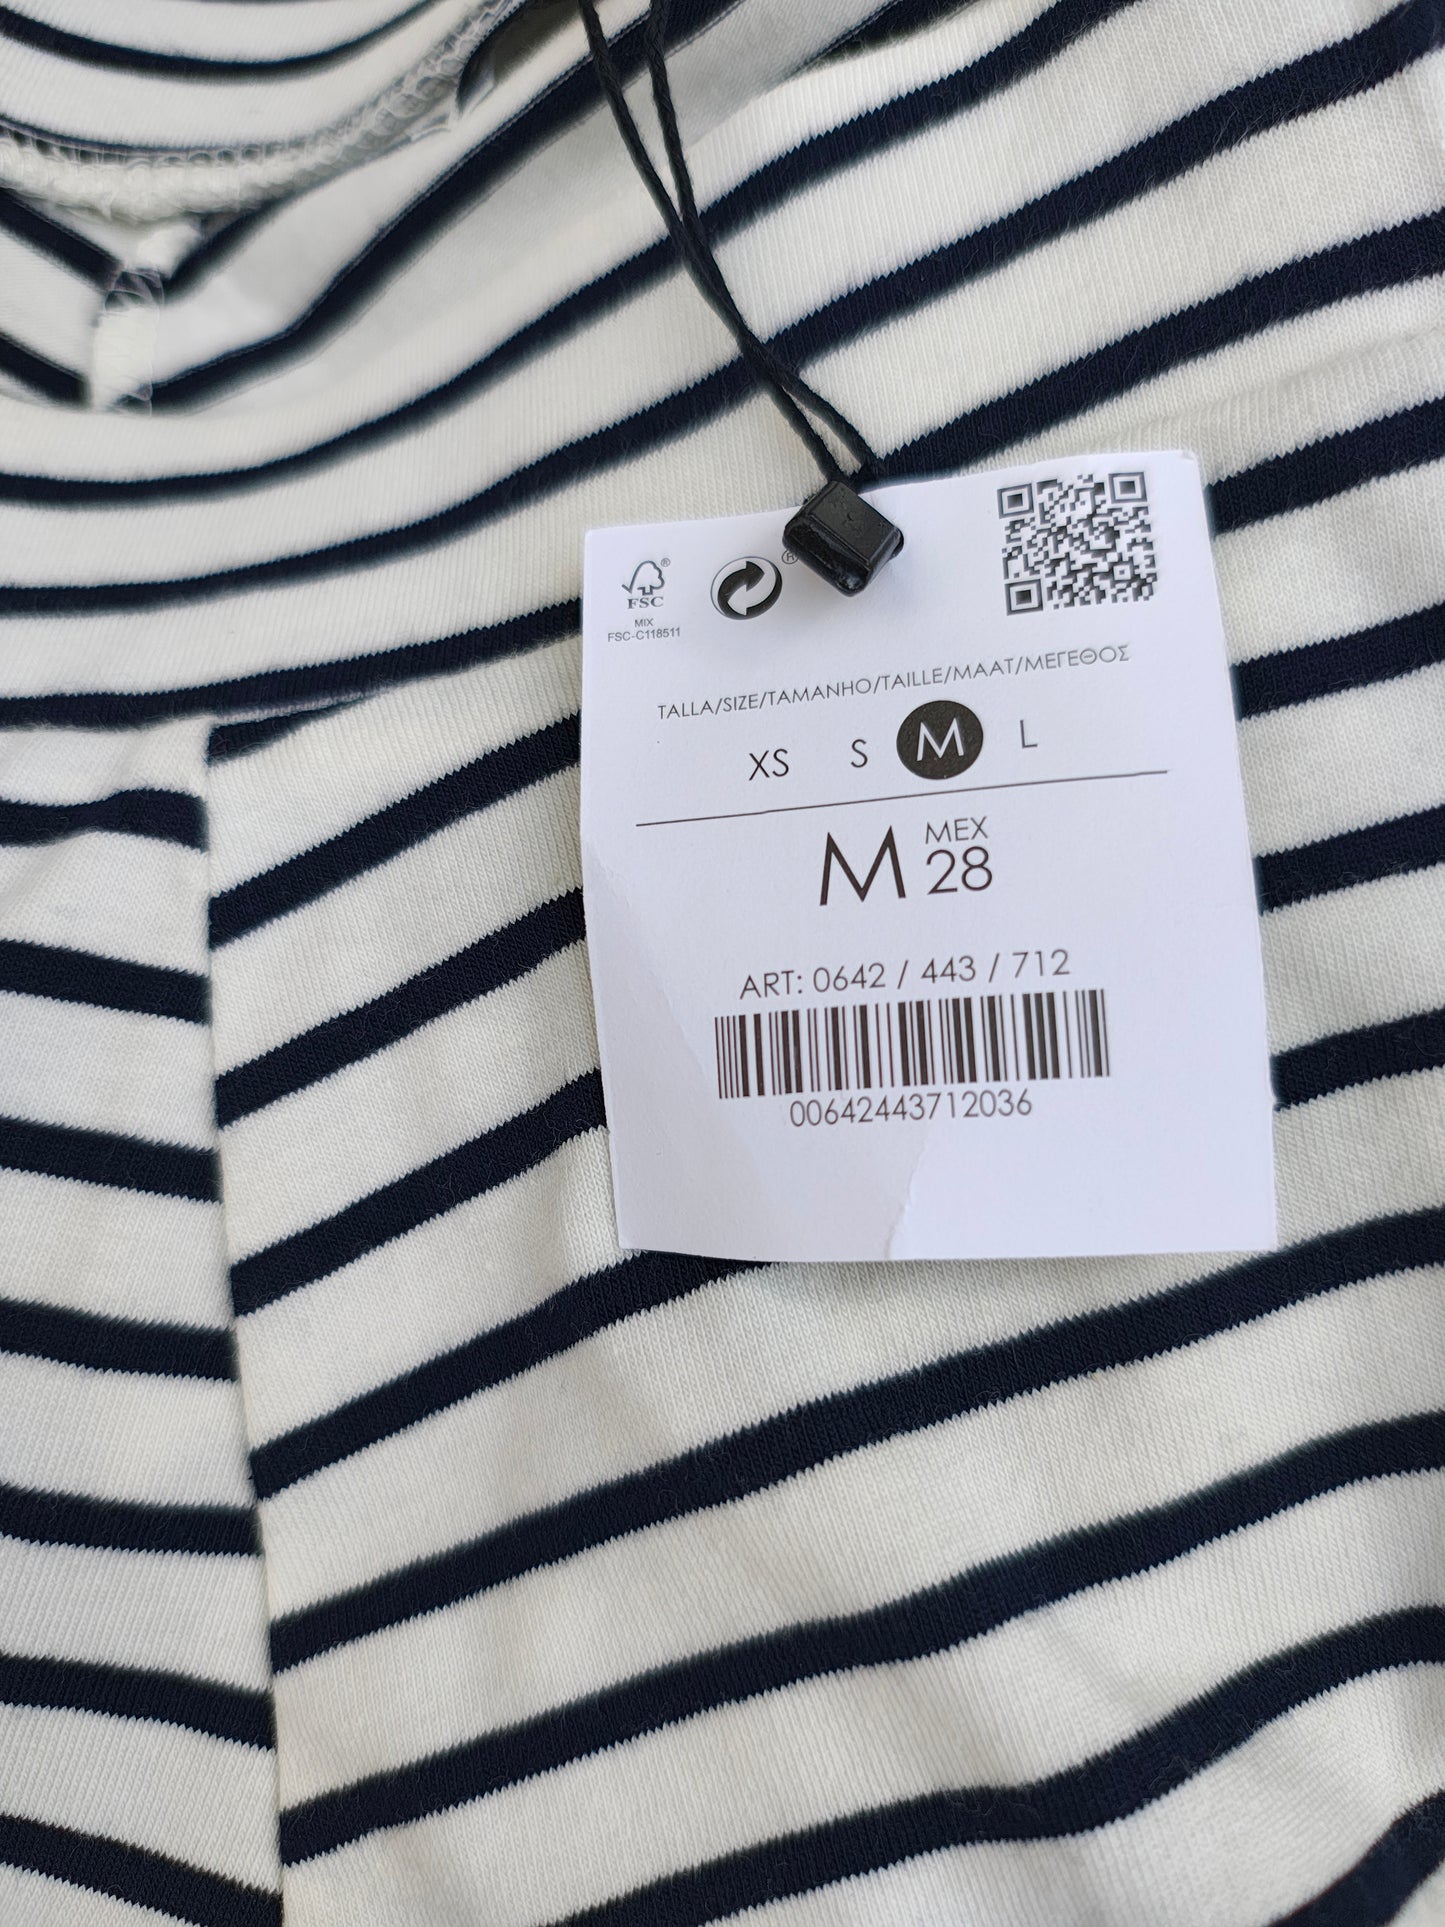 FSC®
MIX
FSC-C118511
®
TALLA/SIZE/TAMANHO/TAILLE/MAAT/ΜΕΓΕΘΟΣ
XS S M L
M MEX 28
ART: 0642 / 443 / 712
00642443712036